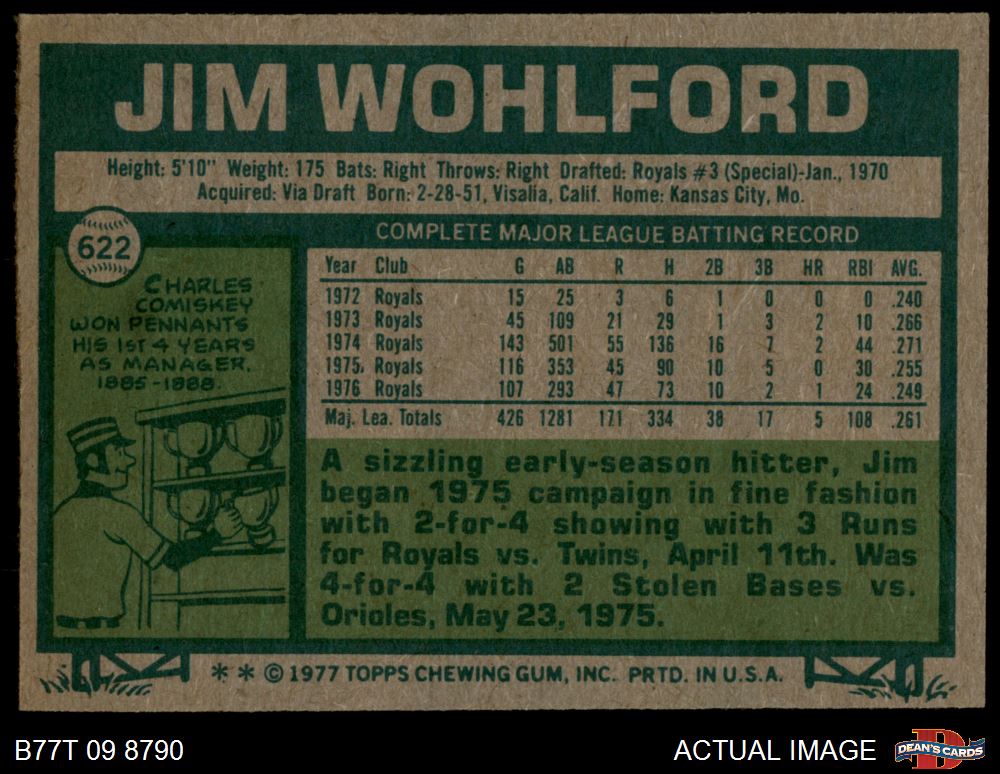 JIM WOHLFORD
Height: 5'10" Weight: 175 Bats: Right Throws: Right Drafted: Royals #3 (Special)-Jan., 1970
Acquired: Via Draft Born: 2-28-51, Visalia, Calif. Home: Kansas City, Mo.
622
CHARLES
COMISKEY
WON PENNANTS
HIS 1ST 4 YEARS
AS MANAGER,
1885-1888.
COMPLETE MAJOR LEAGUE BATTING RECORD
Year Club G AB R H 2B 3B HR RBI AVG.
1972 Royals 15 25 3 6 1 0 0 0 .240
1973 Royals 45 109 21 29 1 3 2 10 .266
1974 Royals 143 501 55 136 16 7 2 44 .271
1975 Royals 116 353 45 90 10 5 0 30 .255
1976 Royals 107 293 47 73 10 2 1 24 .249
Maj. Lea. Totals 426 1281 171 334 38 17 5 108 .261
A sizzling early-season hitter, Jim
began 1975 campaign in fine fashion
with 2-for-4 showing with 3 Runs
for Royals vs. Twins, April 11th. Was
4-for-4 with 2 Stolen Bases vs.
Orioles, May 23, 1975.
* * © 1977 TOPPS CHEWING GUM, INC. PRTD. IN U.S.A.
B77T 09 8790
ACTUAL IMAGE
D
DEAN'S CARDS